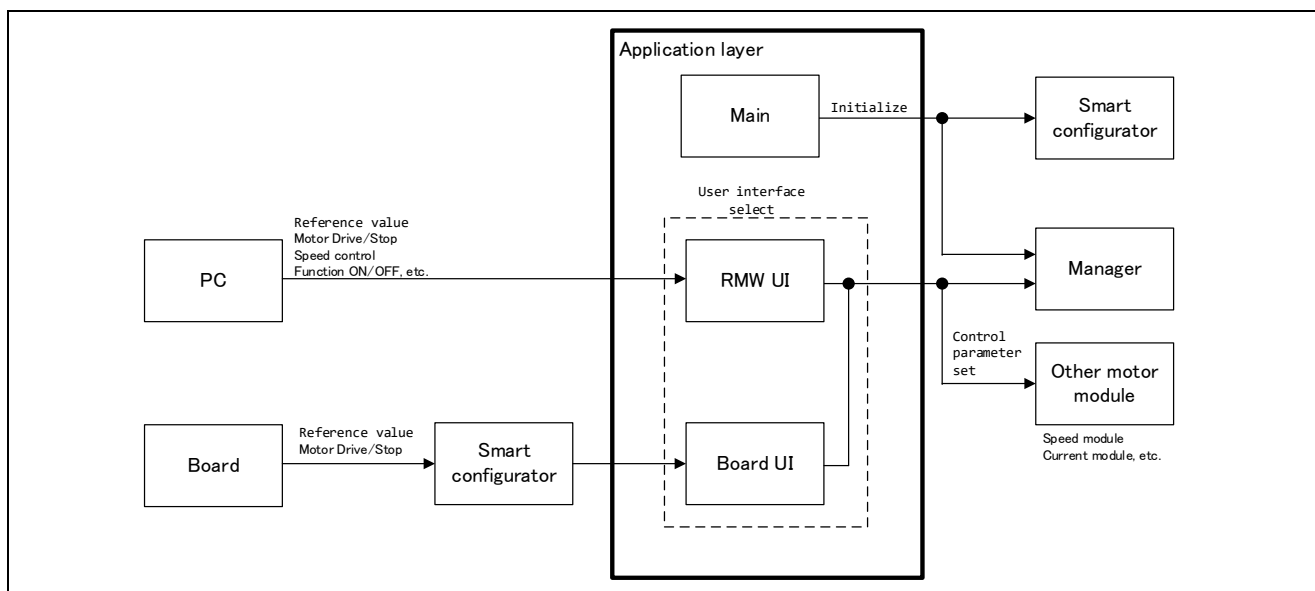 Application layer
Main
Initialize
Smart
configurator
User interface
select
Reference value
Motor Drive/Stop
Speed control
Function ON/OFF, etc.
PC
RMW UI
Manager
Control
parameter
set
Other motor
module
Speed module
Current module, etc.
Board
Reference value
Motor Drive/Stop
Smart
configurator
Board UI